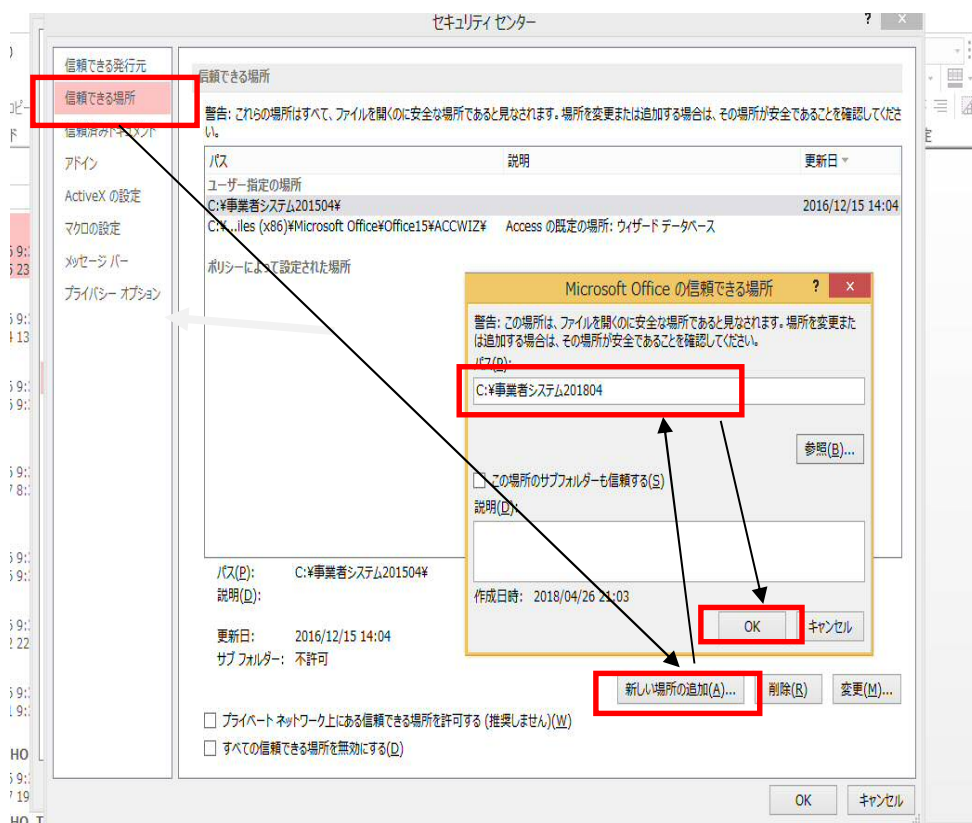 セキュリティ センター
?
x
信頼できる発行元
信頼できる場所
信頼済みドキュメント
アドイン
ActiveX の設定
マクロの設定
メッセージ バー
プライバシー オプション
信頼できる場所
警告: これらの場所はすべて、ファイルを開くのに安全な場所であると見なされます。場所を変更または追加する場合は、その場所が安全であることを確認してくださ
い。
パス 説明 更新日
ユーザー指定の場所
C:¥事業者システム201504¥ 2016/12/15 14:04
C:¥...iles (x86)¥Microsoft Office¥Office15¥ACCWIZ¥ Access の既定の場所: ウィザード データベース
ポリシーによって設定された場所
Microsoft Office の信頼できる場所
?
x
警告: この場所は、ファイルを開くのに安全な場所であると見なされます。場所を変更また
は追加する場合は、その場所が安全であることを確認してください。
パス(P):
C:¥事業者システム201804
参照(B)...
この場所のサブフォルダーも信頼する(S)
説明(D):
作成日時: 2018/04/26 21:03
OK キャンセル
パス(P): C:¥事業者システム201504¥
説明(D):
更新日: 2016/12/15 14:04
サブ フォルダー: 不許可
新しい場所の追加(A)... 削除(R) 変更(M)...
プライベート ネットワーク上にある信頼できる場所を許可する (推奨しません)(W)
すべての信頼できる場所を無効にする(D)
OK キャンセル